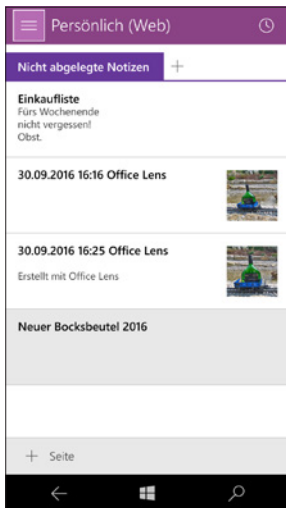 Persönlich (Web)
Nicht abgelegte Notizen
Einkaufliste
Fürs Wochenende
nicht vergessen!
Obst.
30.09.2016 16:16 Office Lens
30.09.2016 16:25 Office Lens
Erstellt mit Office Lens
Neuer Bocksbeutel 2016
+ Seite